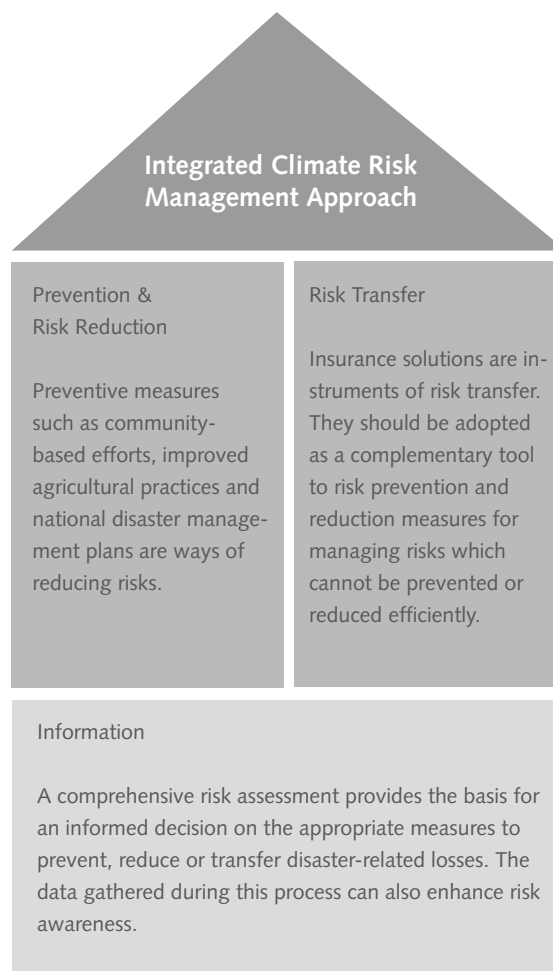 Integrated Climate Risk
Management Approach
Prevention &
Risk Reduction
Preventive measures
such as community-
based efforts, improved
agricultural practices and
national disaster manage-
ment plans are ways of
reducing risks.
Risk Transfer
Insurance solutions are in-
struments of risk transfer.
They should be adopted
as a complementary tool
to risk prevention and
reduction measures for
managing risks which
cannot be prevented or
reduced efficiently.
Information
A comprehensive risk assessment provides the basis for
an informed decision on the appropriate measures to
prevent, reduce or transfer disaster-related losses. The
data gathered during this process can also enhance risk
awareness.